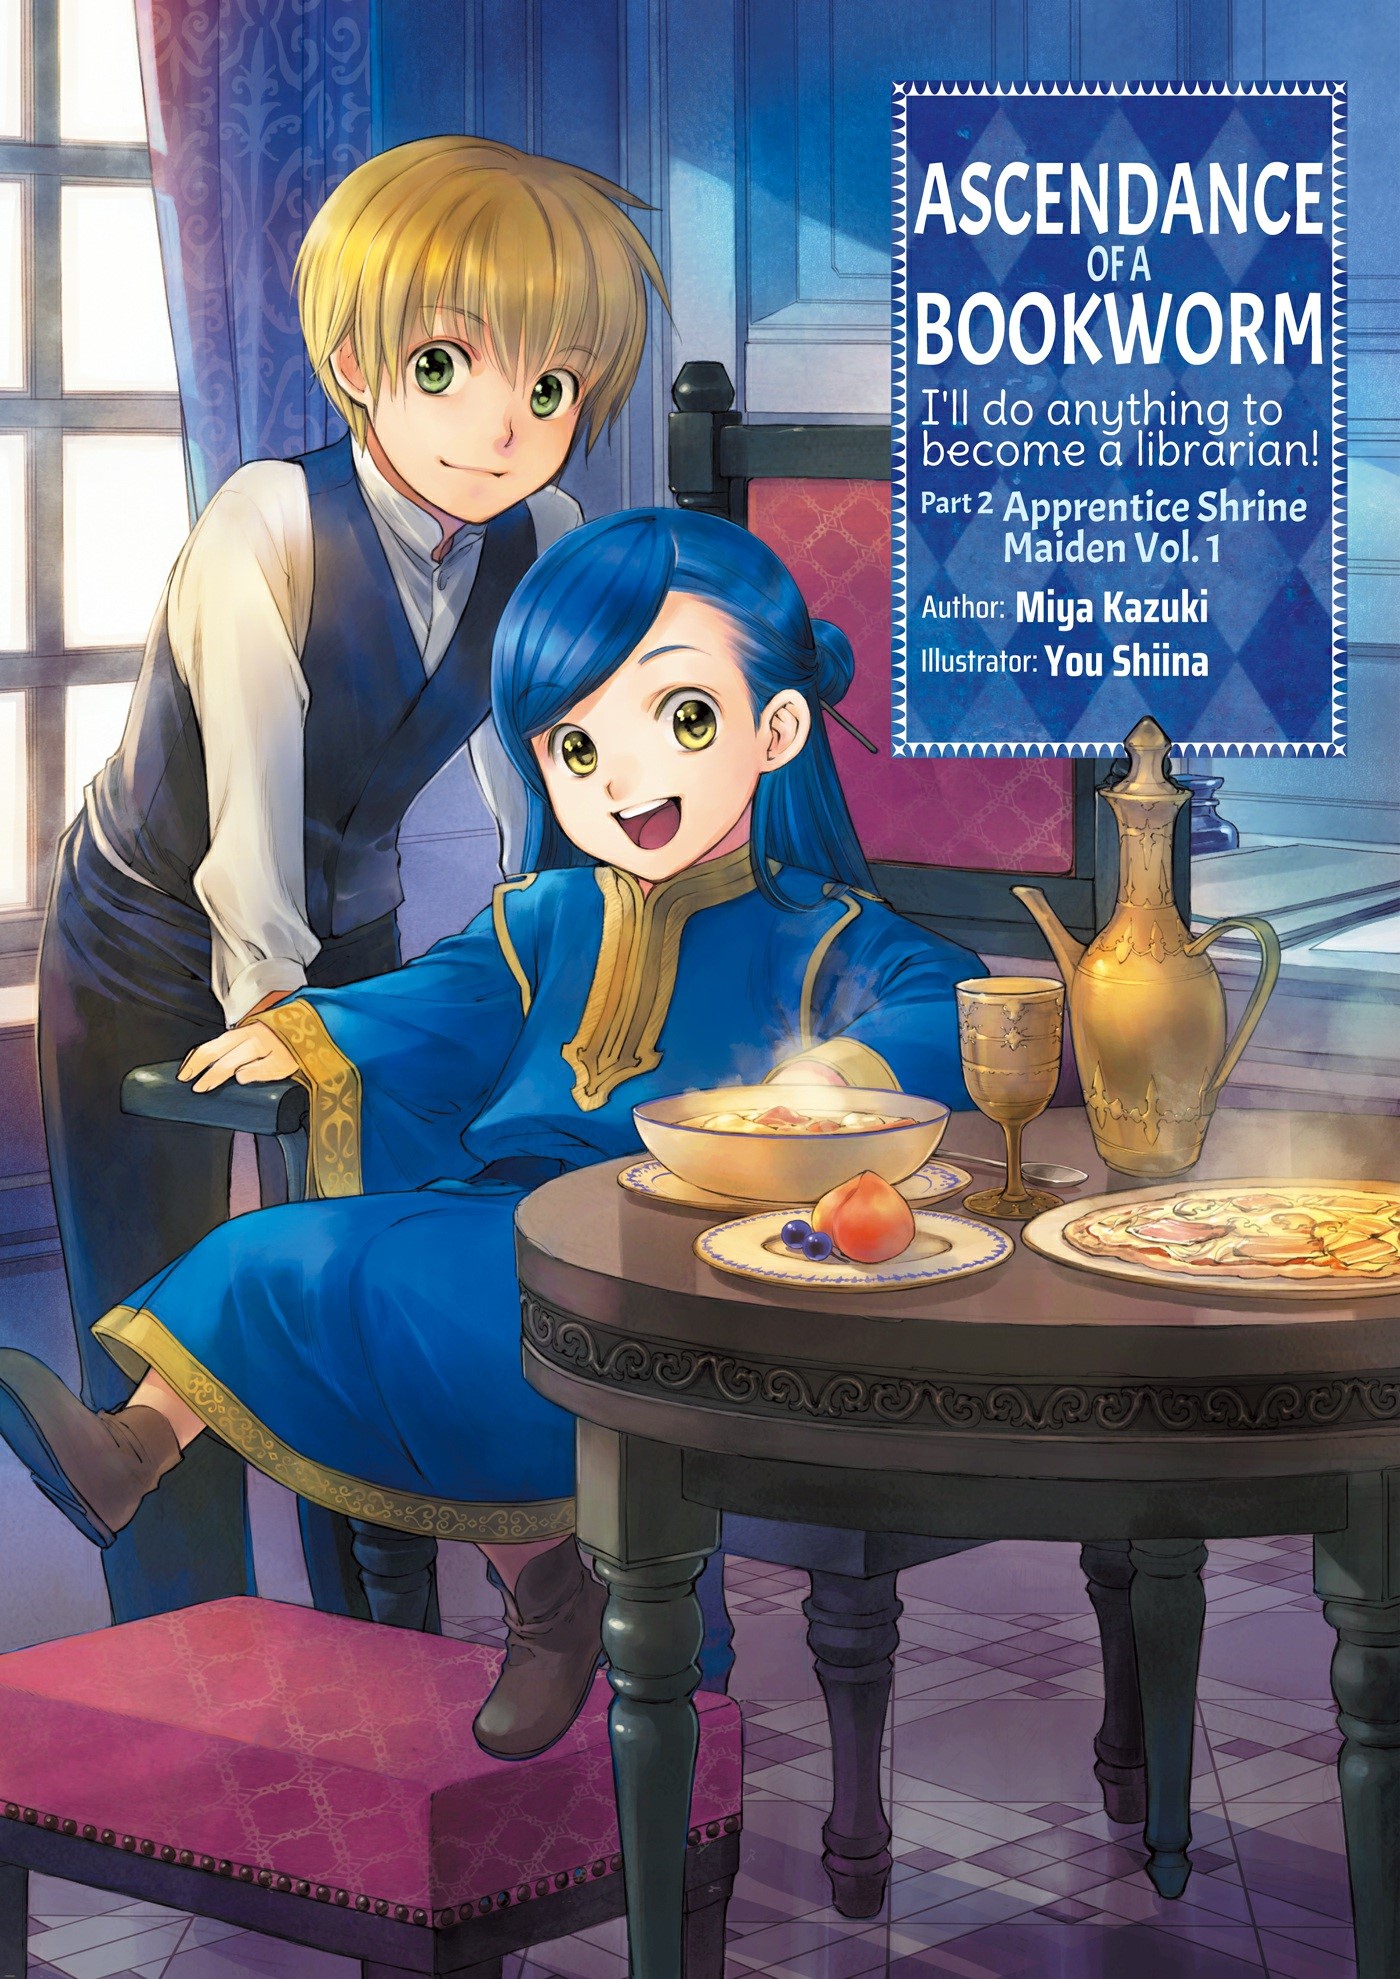 ASCENDANCE
OF A
BOOKWORM
I'll do anything to
become a librarian!
Part 2 Apprentice Shrine
Maiden Vol. 1
Author: Miya Kazuki
Illustrator: You Shiina